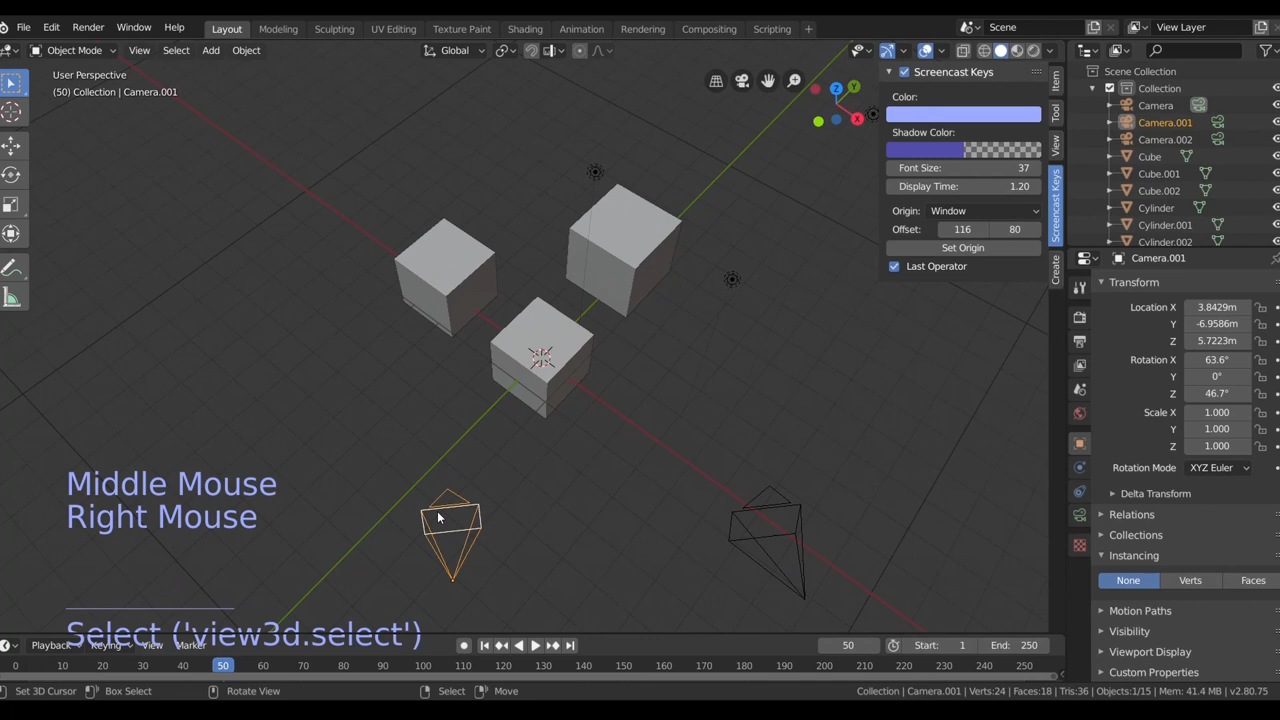 File Edit Render Window Help Layout Modeling Sculpting UV Editing Texture Paint Shading Animation Rendering Compositing Scripting + Scene View Layer
Object Mode View Select Add Object Global
User Perspective
(50) Collection | Camera.001
Screencast Keys
Color:
Shadow Color:
Font Size: 37
Display Time: 1.20
Origin: Window
Offset: 116 80
Set Origin
Last Operator
Item
Tool
View
Screencast Keys
Create
Scene Collection
Collection
Camera
Camera.001
Camera.002
Cube
Cube.001
Cube.002
Cylinder
Cylinder.001
Cylinder.002
Camera.001
Transform
Location X 3.8429m
Y -6.9586m
Z 5.7223m
Rotation X 63.6°
Y 0°
Z 46.7°
Scale X 1.000
Y 1.000
Z 1.000
Rotation Mode XYZ Euler
Delta Transform
Relations
Collections
Instancing
None Verts Faces
Motion Paths
Visibility
Viewport Display
Custom Properties
Z
Y
X
Middle Mouse
Right Mouse
Select ('view3d.select')
Playback Keying View Marker 50 Start: 1 End: 250
0 10 20 30 40 50 60 70 80 90 100 110 120 130 140 150 160 170 180 190 200 210 220 230 240 250
Set 3D Cursor Box Select Rotate View Select Move Collection | Camera.001 | Verts:24 | Faces:18 | Tris:36 | Objects:1/15 | Mem: 41.4 MB | v2.80.75